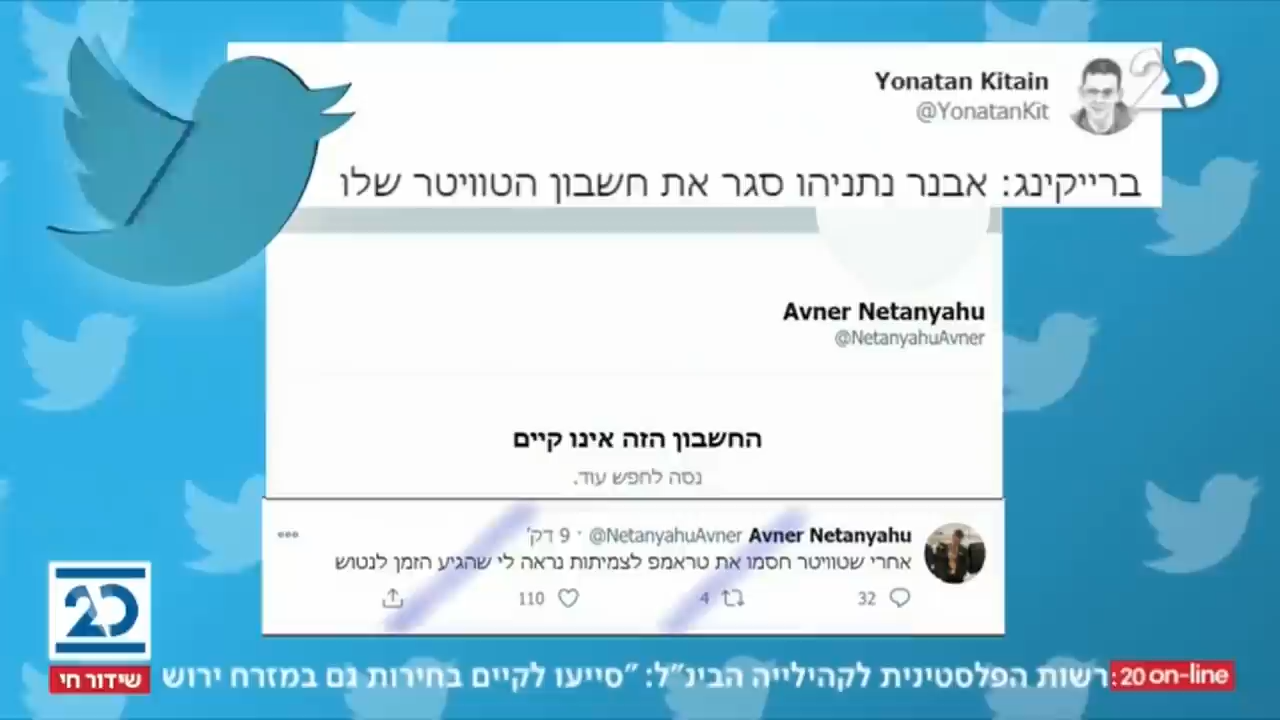 Yonatan Kitain
@YonatanKit
20
ברייקינג: אבנר נתניהו סגר את חשבון הטוויטר שלו
Avner Netanyahu
@NetanyahuAvner
החשבון הזה אינו קיים
נסה לחפש עוד.
Avner Netanyahu @NetanyahuAvner · 9 דק'
אחרי שטוויטר חסמו את טראמפ לצמיתות נראה לי שהגיע הזמן לנטוש
32 4 110
20
שידור חי
20 on-line
רשות הפלסטינית לקהילייה הבינ"ל: "סייעו לקיים בחירות גם במזרח ירוש: